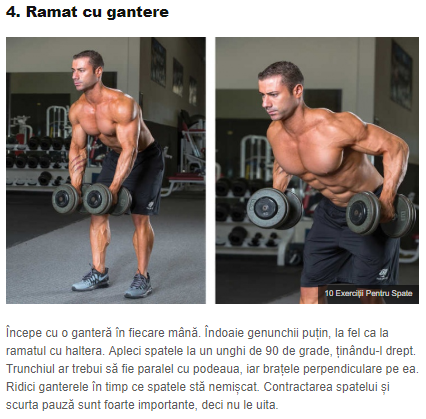 4. Ramat cu gantere
10 Exerciții Pentru Spate
Începe cu o ganteră în fiecare mână. Îndoaie genunchii puțin, la fel ca la
ramatul cu haltera. Apleci spatele la un unghi de 90 de grade, ținându-l drept.
Trunchiul ar trebui să fie paralel cu podeaua, iar brațele perpendiculare pe ea.
Ridici ganterele în timp ce spatele stă nemișcat. Contractarea spatelui și
scurta pauză sunt foarte importante, deci nu le uita.